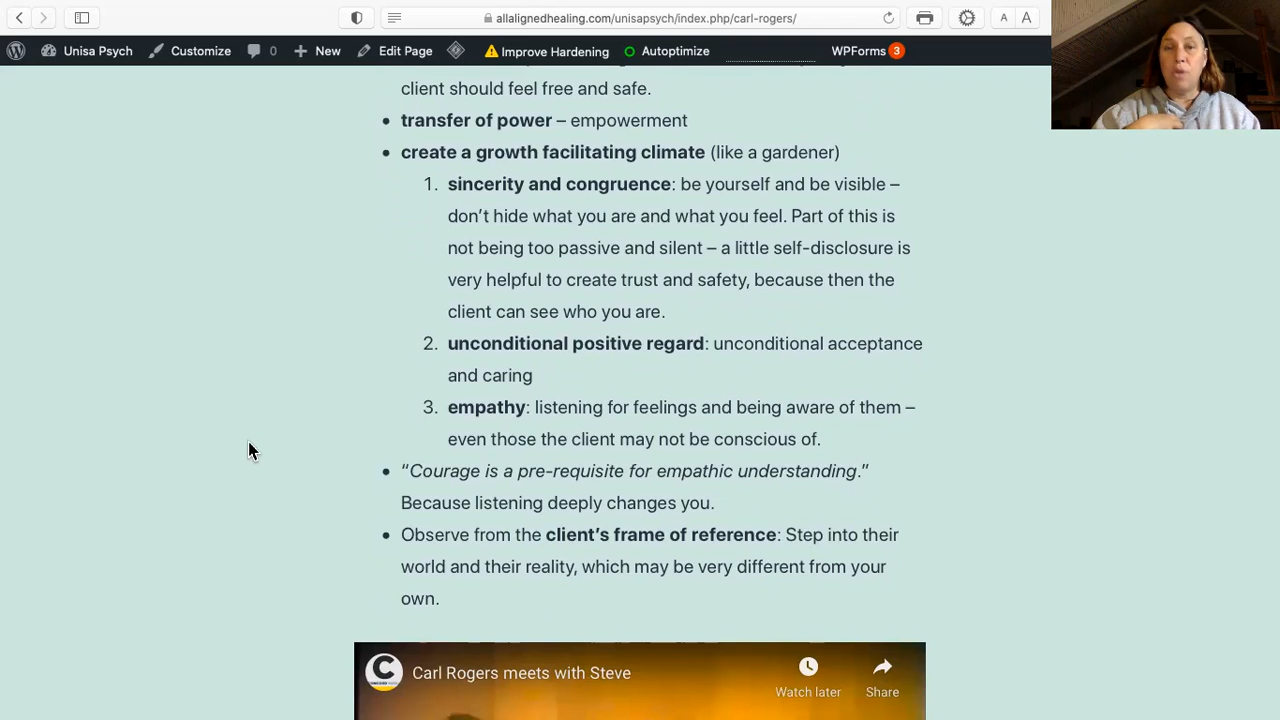 allalignedhealing.com/unisapsych/index.php/carl-rogers/
A A
Unisa Psych Customize 0 New Edit Page Improve Hardening Autoptimize WPForms 3
client should feel free and safe.
• transfer of power – empowerment
• create a growth facilitating climate (like a gardener)
1. sincerity and congruence: be yourself and be visible –
don’t hide what you are and what you feel. Part of this is
not being too passive and silent – a little self-disclosure is
very helpful to create trust and safety, because then the
client can see who you are.
2. unconditional positive regard: unconditional acceptance
and caring
3. empathy: listening for feelings and being aware of them –
even those the client may not be conscious of.
• “Courage is a pre-requisite for empathic understanding.”
Because listening deeply changes you.
• Observe from the client’s frame of reference: Step into their
world and their reality, which may be very different from your
own.
Carl Rogers meets with Steve
Watch later Share